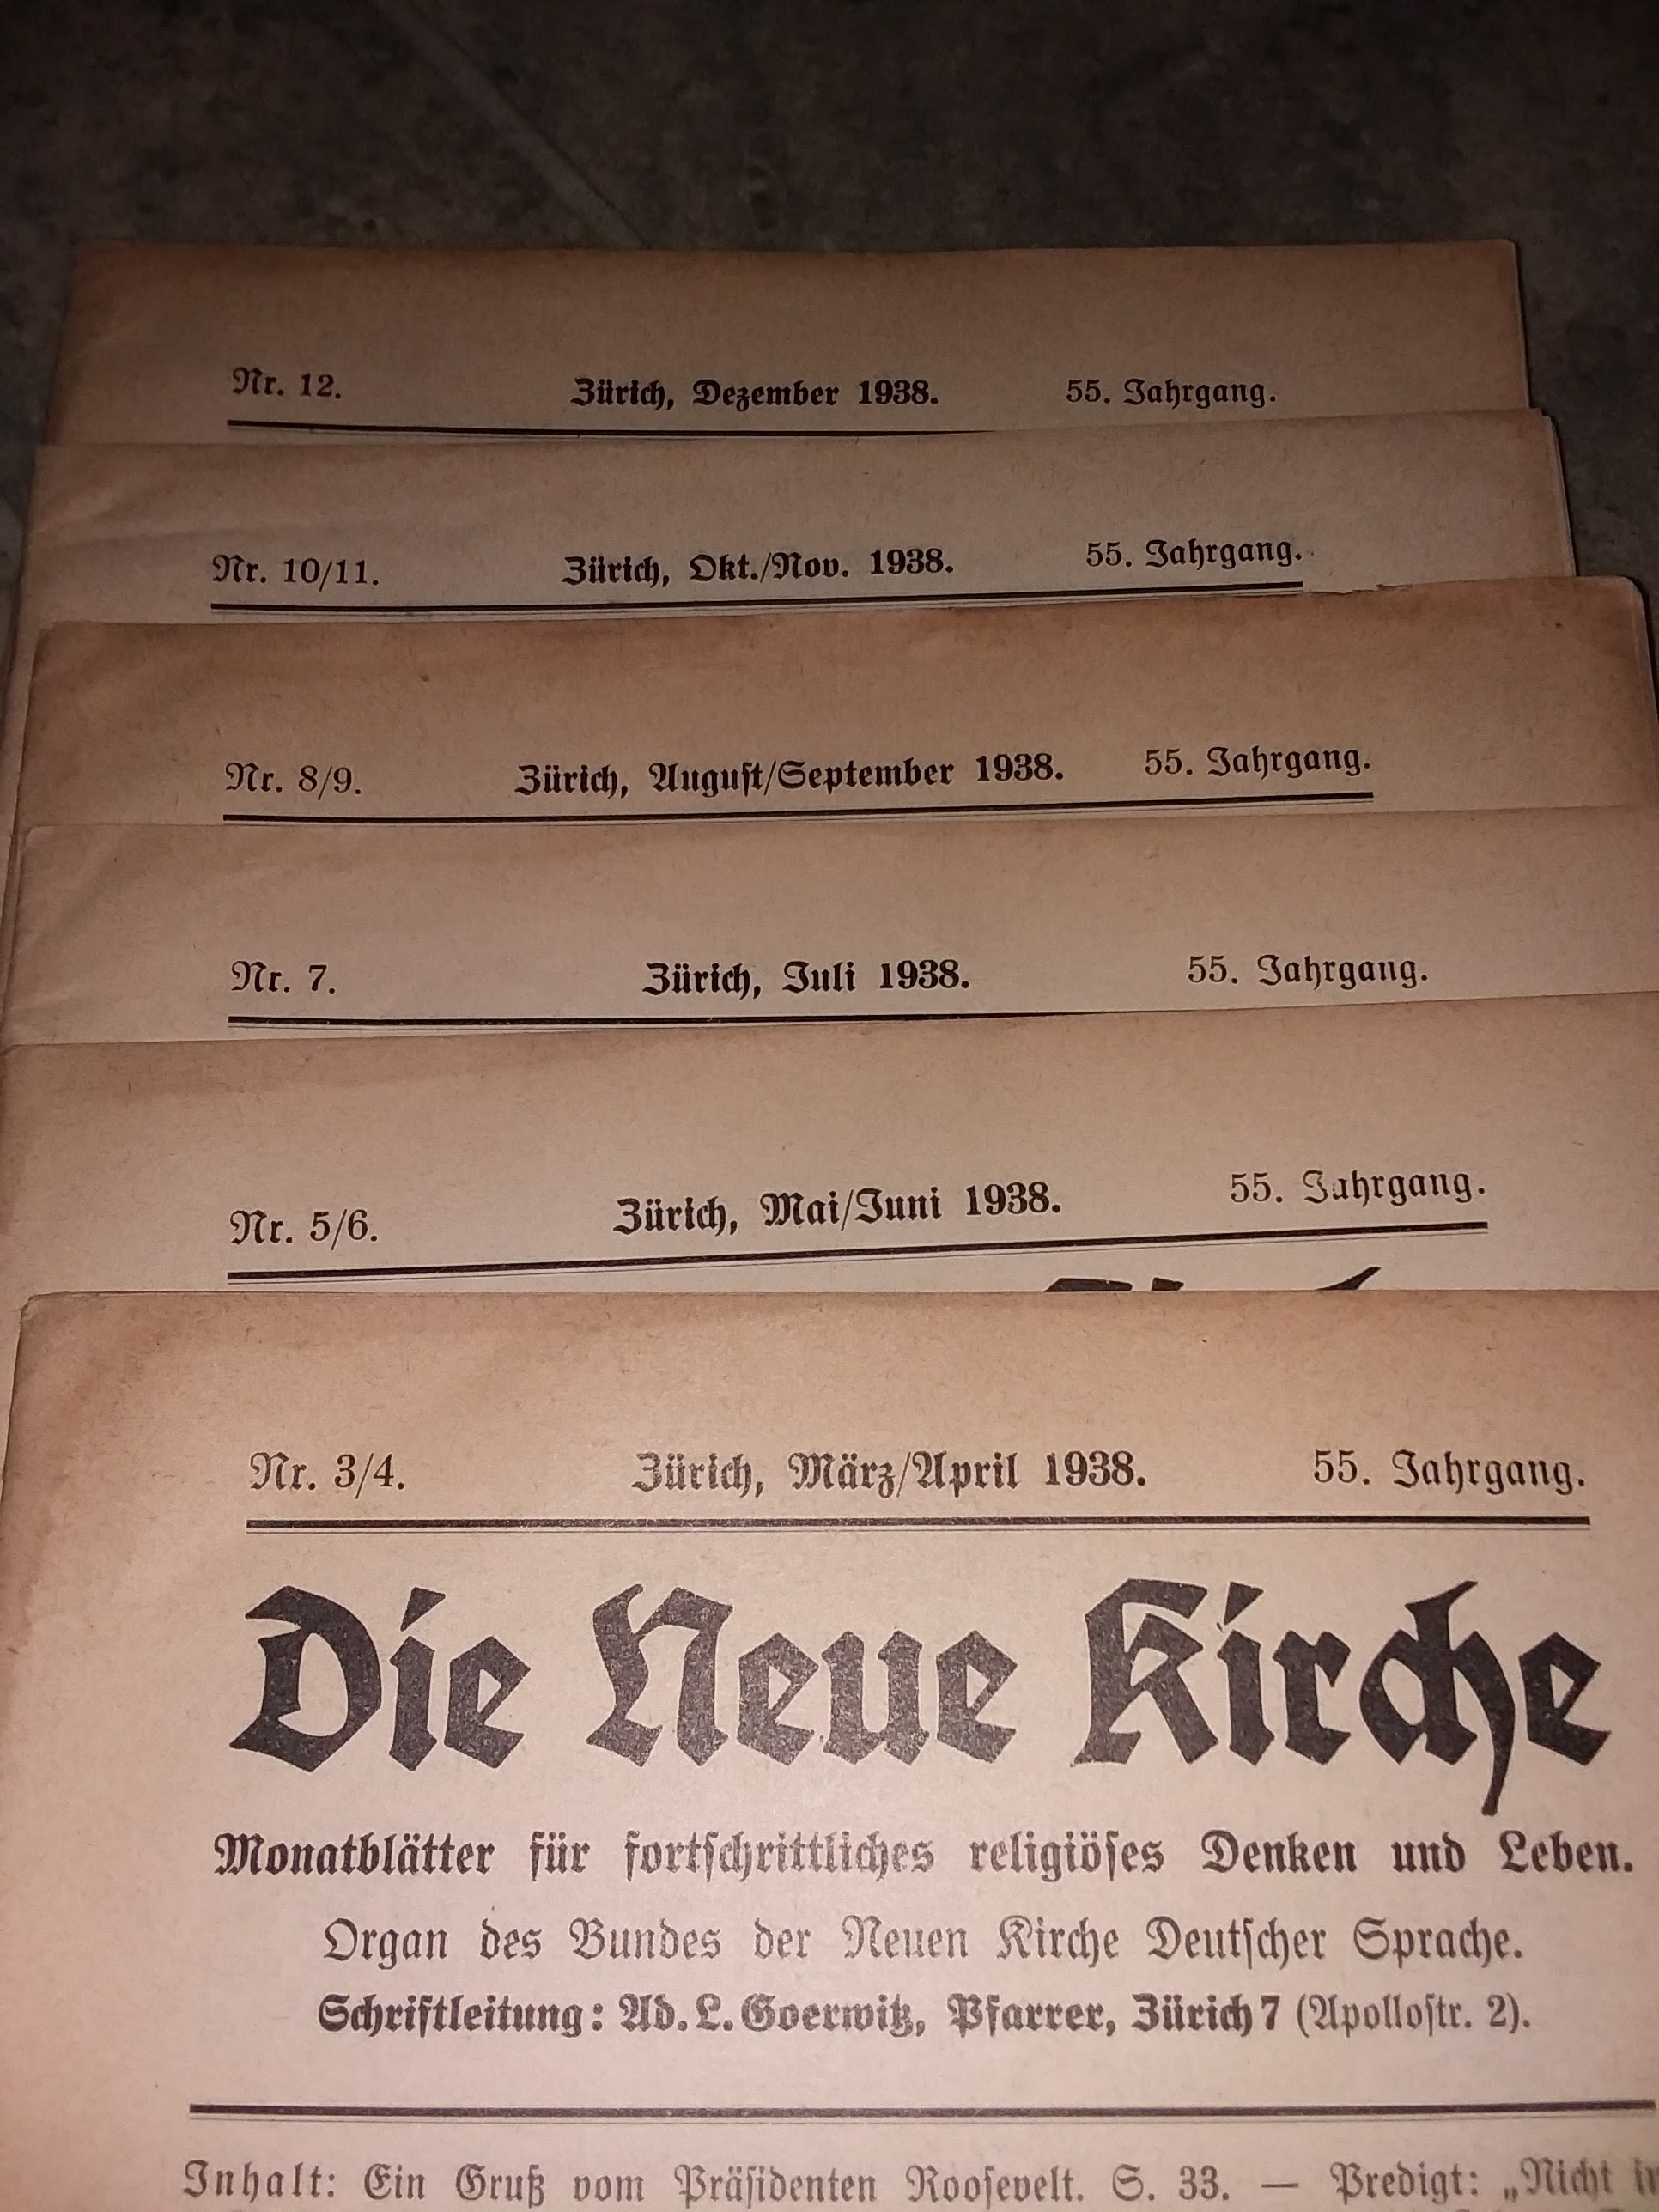 Nr. 12. Zürich, Dezember 1938. 55. Jahrgang.
Nr. 10/11. Zürich, Okt./Nov. 1938. 55. Jahrgang.
Nr. 8/9. Zürich, August/September 1938. 55. Jahrgang.
Nr. 7. Zürich, Juli 1938. 55. Jahrgang.
Nr. 5/6. Zürich, Mai/Juni 1938. 55. Jahrgang.
Nr. 3/4. Zürich, März/April 1938. 55. Jahrgang.
Die Neue Kirche
Monatblätter für fortschrittliches religiöses Denken und Leben.
Organ des Bundes der Neuen Kirche Deutscher Sprache.
Schriftleitung: Ad. L. Goerwitz, Pfarrer, Zürich 7 (Apollostr. 2).
Inhalt: Ein Gruß vom Präsidenten Roosevelt. S. 33. — Predigt: „Nicht